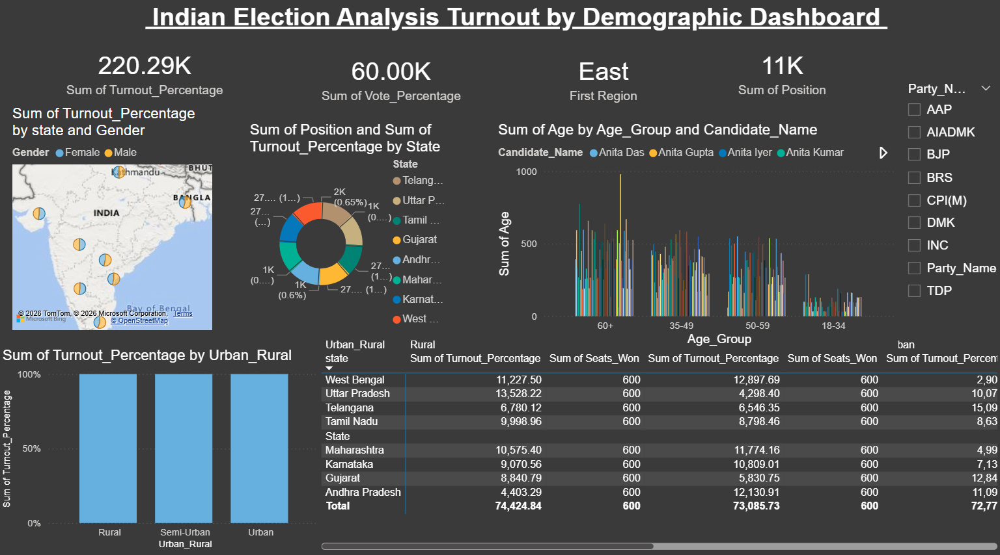 Indian Election Analysis Turnout by Demographic Dashboard
220.29K
Sum of Turnout_Percentage
60.00K
Sum of Vote_Percentage
East
First Region
11K
Sum of Position
Party_N...
AAP
AIADMK
BJP
BRS
CPI(M)
DMK
INC
Party_Name
TDP
Sum of Turnout_Percentage
by state and Gender
Gender Female Male
Kathmandu
BHUT
BANGLA
INDIA
Bay of Bengal
© 2026 TomTom, © 2026 Microsoft Corporation, Terms
Microsoft Bing © OpenStreetMap
Sum of Position and Sum of
Turnout_Percentage by State
State
Telang...
Uttar P...
Tamil ...
Gujarat
Andhr...
Mahar...
Karnat...
West ...
27.... (1...)
2K
(0.65%)
1K
(0....)
27...
(...)
27...
(1...)
1K
(0....)
1K
(0.6%)
27.... (1...)
Sum of Age by Age_Group and Candidate_Name
Candidate_Name Anita Das Anita Gupta Anita Iyer Anita Kumar
1000
500
0
Sum of Age
60+ 35-49 50-59 18-34
Age_Group
Sum of Turnout_Percentage by Urban_Rural
100%
50%
0%
Sum of Turnout_Percentage
Rural Semi-Urban Urban
Urban_Rural
Urban_Rural Rural ban
state Sum of Turnout_Percentage Sum of Seats_Won Sum of Turnout_Percentage Sum of Seats_Won Sum of Turnout_Percent
West Bengal 11,227.50 600 12,897.69 600 2,90
Uttar Pradesh 13,528.22 600 4,298.40 600 10,07
Telangana 6,780.12 600 6,546.35 600 15,09
Tamil Nadu 9,998.96 600 8,798.46 600 8,63
State
Maharashtra 10,575.40 600 11,774.16 600 4,99
Karnataka 9,070.56 600 10,809.01 600 7,13
Gujarat 8,840.79 600 5,830.75 600 12,84
Andhra Pradesh 4,403.29 600 12,130.91 600 11,09
Total 74,424.84 600 73,085.73 600 72,77